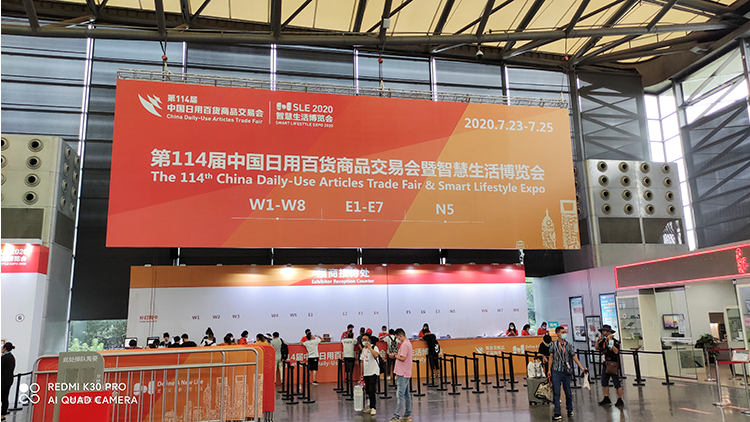 第114届
中国日用百货商品交易会
China Daily-Use Articles Trade Fair
SLE 2020
智慧生活博览会
SMART LIFESTYLE EXPO 2020
2020.7.23-7.25
第114届中国日用百货商品交易会暨智慧生活博览会
The 114th China Daily-Use Articles Trade Fair & Smart Lifestyle Expo
W1-W8 E1-E7 N5
展商接待处
Exhibitor Reception Counter
W1 W2 W3 W4
REDMI K30 PRO
AI QUAD CAMERA